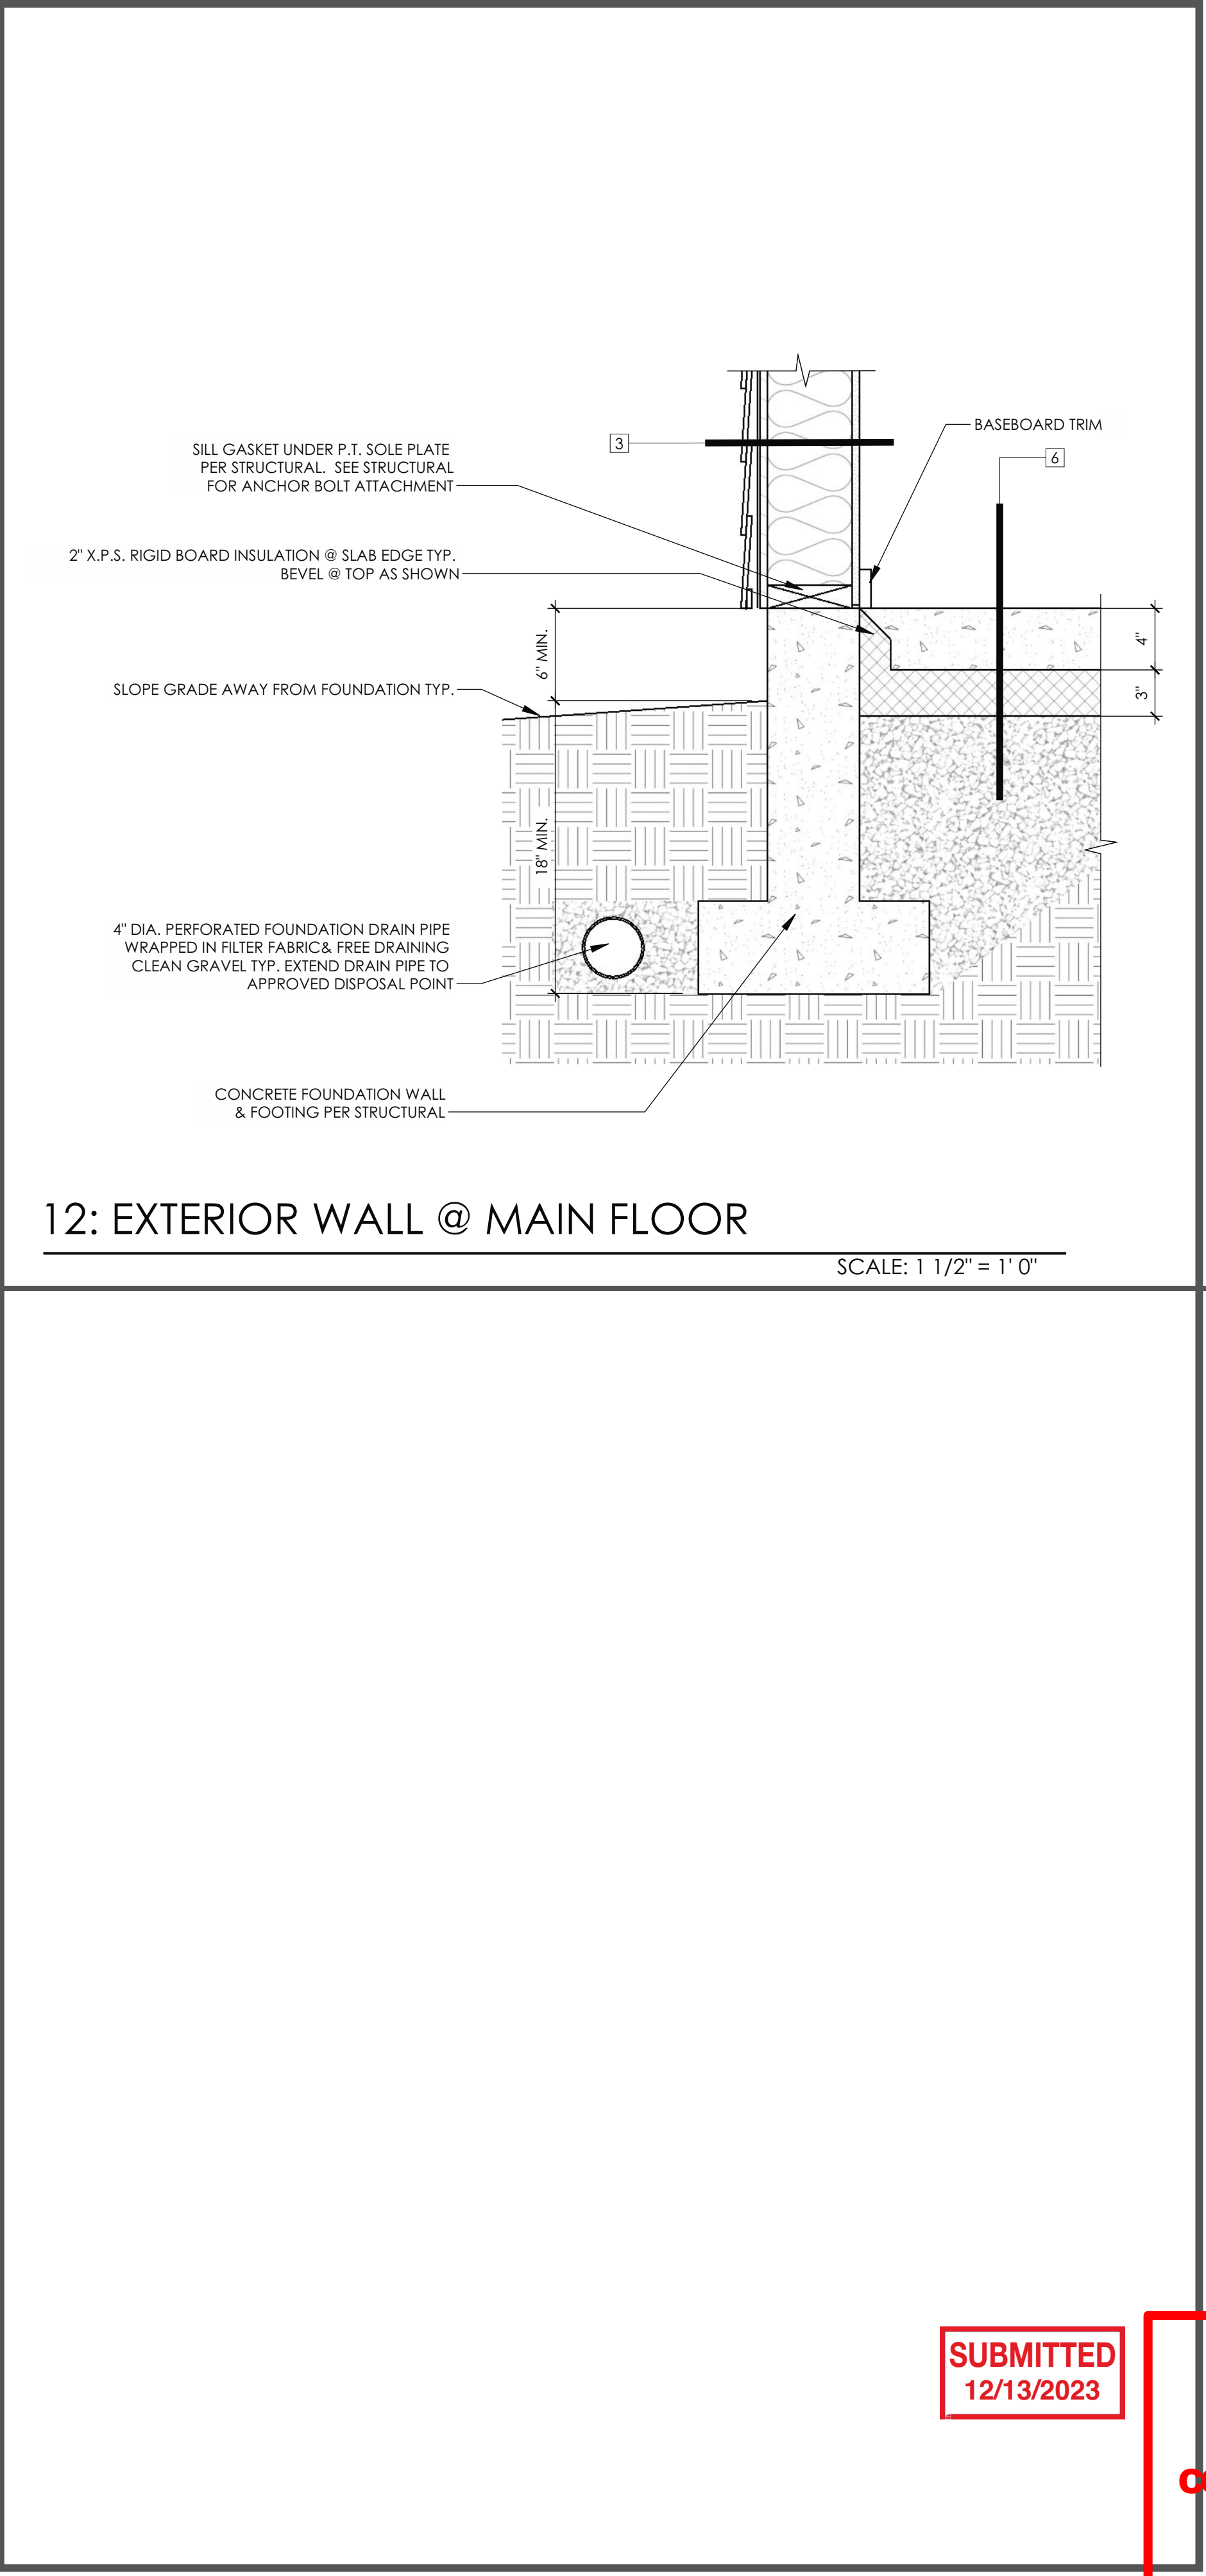 3
BASEBOARD TRIM
6
SILL GASKET UNDER P.T. SOLE PLATE
PER STRUCTURAL.  SEE STRUCTURAL
FOR ANCHOR BOLT ATTACHMENT
2" X.P.S. RIGID BOARD INSULATION @ SLAB EDGE TYP.
BEVEL @ TOP AS SHOWN
6" MIN.
4"
3"
SLOPE GRADE AWAY FROM FOUNDATION TYP.
18" MIN.
4" DIA. PERFORATED FOUNDATION DRAIN PIPE
WRAPPED IN FILTER FABRIC& FREE DRAINING
CLEAN GRAVEL TYP. EXTEND DRAIN PIPE TO
APPROVED DISPOSAL POINT
CONCRETE FOUNDATION WALL
& FOOTING PER STRUCTURAL
12: EXTERIOR WALL @ MAIN FLOOR
SCALE: 1 1/2" = 1' 0"
SUBMITTED
12/13/2023